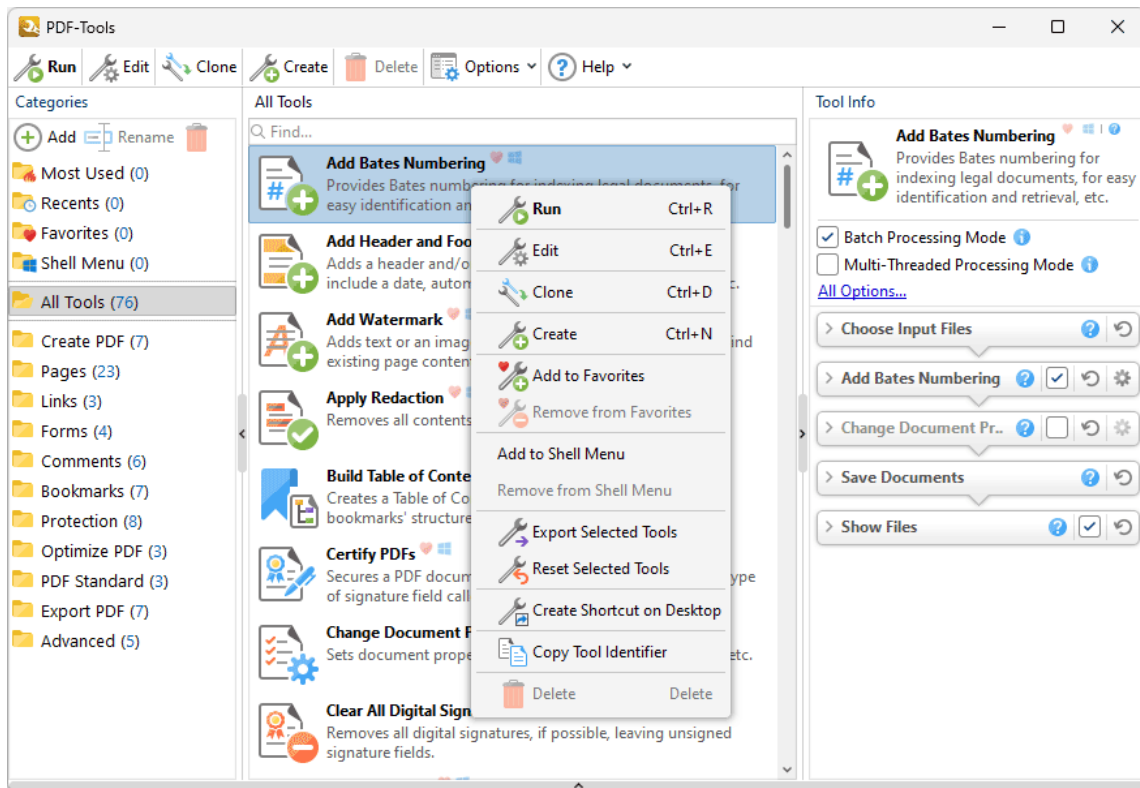 PDF-Tools
Run Edit Clone Create Delete Options Help
Categories
Add Rename
Most Used (0)
Recents (0)
Favorites (0)
Shell Menu (0)
All Tools (76)
Create PDF (7)
Pages (23)
Links (3)
Forms (4)
Comments (6)
Bookmarks (7)
Protection (8)
Optimize PDF (3)
PDF Standard (3)
Export PDF (7)
Advanced (5)
All Tools
Find...
Add Bates Numbering
Provides Bates numbering for indexing legal documents, for
easy identification an
Add Header and Foo
Adds a header and/o
include a date, autom c.
Add Watermark
Adds text or an imag ind
existing page conten
Apply Redaction
Removes all contents
Build Table of Conte
Creates a Table of Co
bookmarks' structure
Certify PDFs
Secures a PDF docum ype
of signature field call
Change Document P
Sets document prope etc.
Clear All Digital Sign
Removes all digital signatures, if possible, leaving unsigned
signature fields.
Run Ctrl+R
Edit Ctrl+E
Clone Ctrl+D
Create Ctrl+N
Add to Favorites
Remove from Favorites
Add to Shell Menu
Remove from Shell Menu
Export Selected Tools
Reset Selected Tools
Create Shortcut on Desktop
Copy Tool Identifier
Delete Delete
Tool Info
Add Bates Numbering
Provides Bates numbering for
indexing legal documents, for easy
identification and retrieval, etc.
Batch Processing Mode
Multi-Threaded Processing Mode
All Options...
Choose Input Files
Add Bates Numbering
Change Document Pr..
Save Documents
Show Files